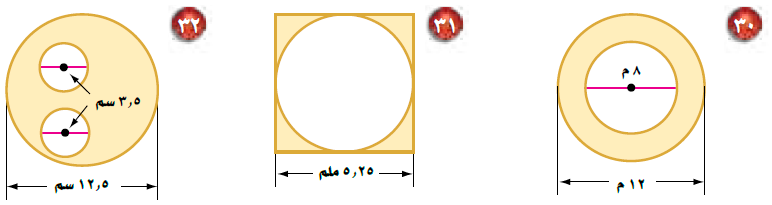 ٣٠
٨ م
١٢ م
٣١
٥٫٢٥ ملم
٣٢
٣٫٥ سم
١٢٫٥ سم